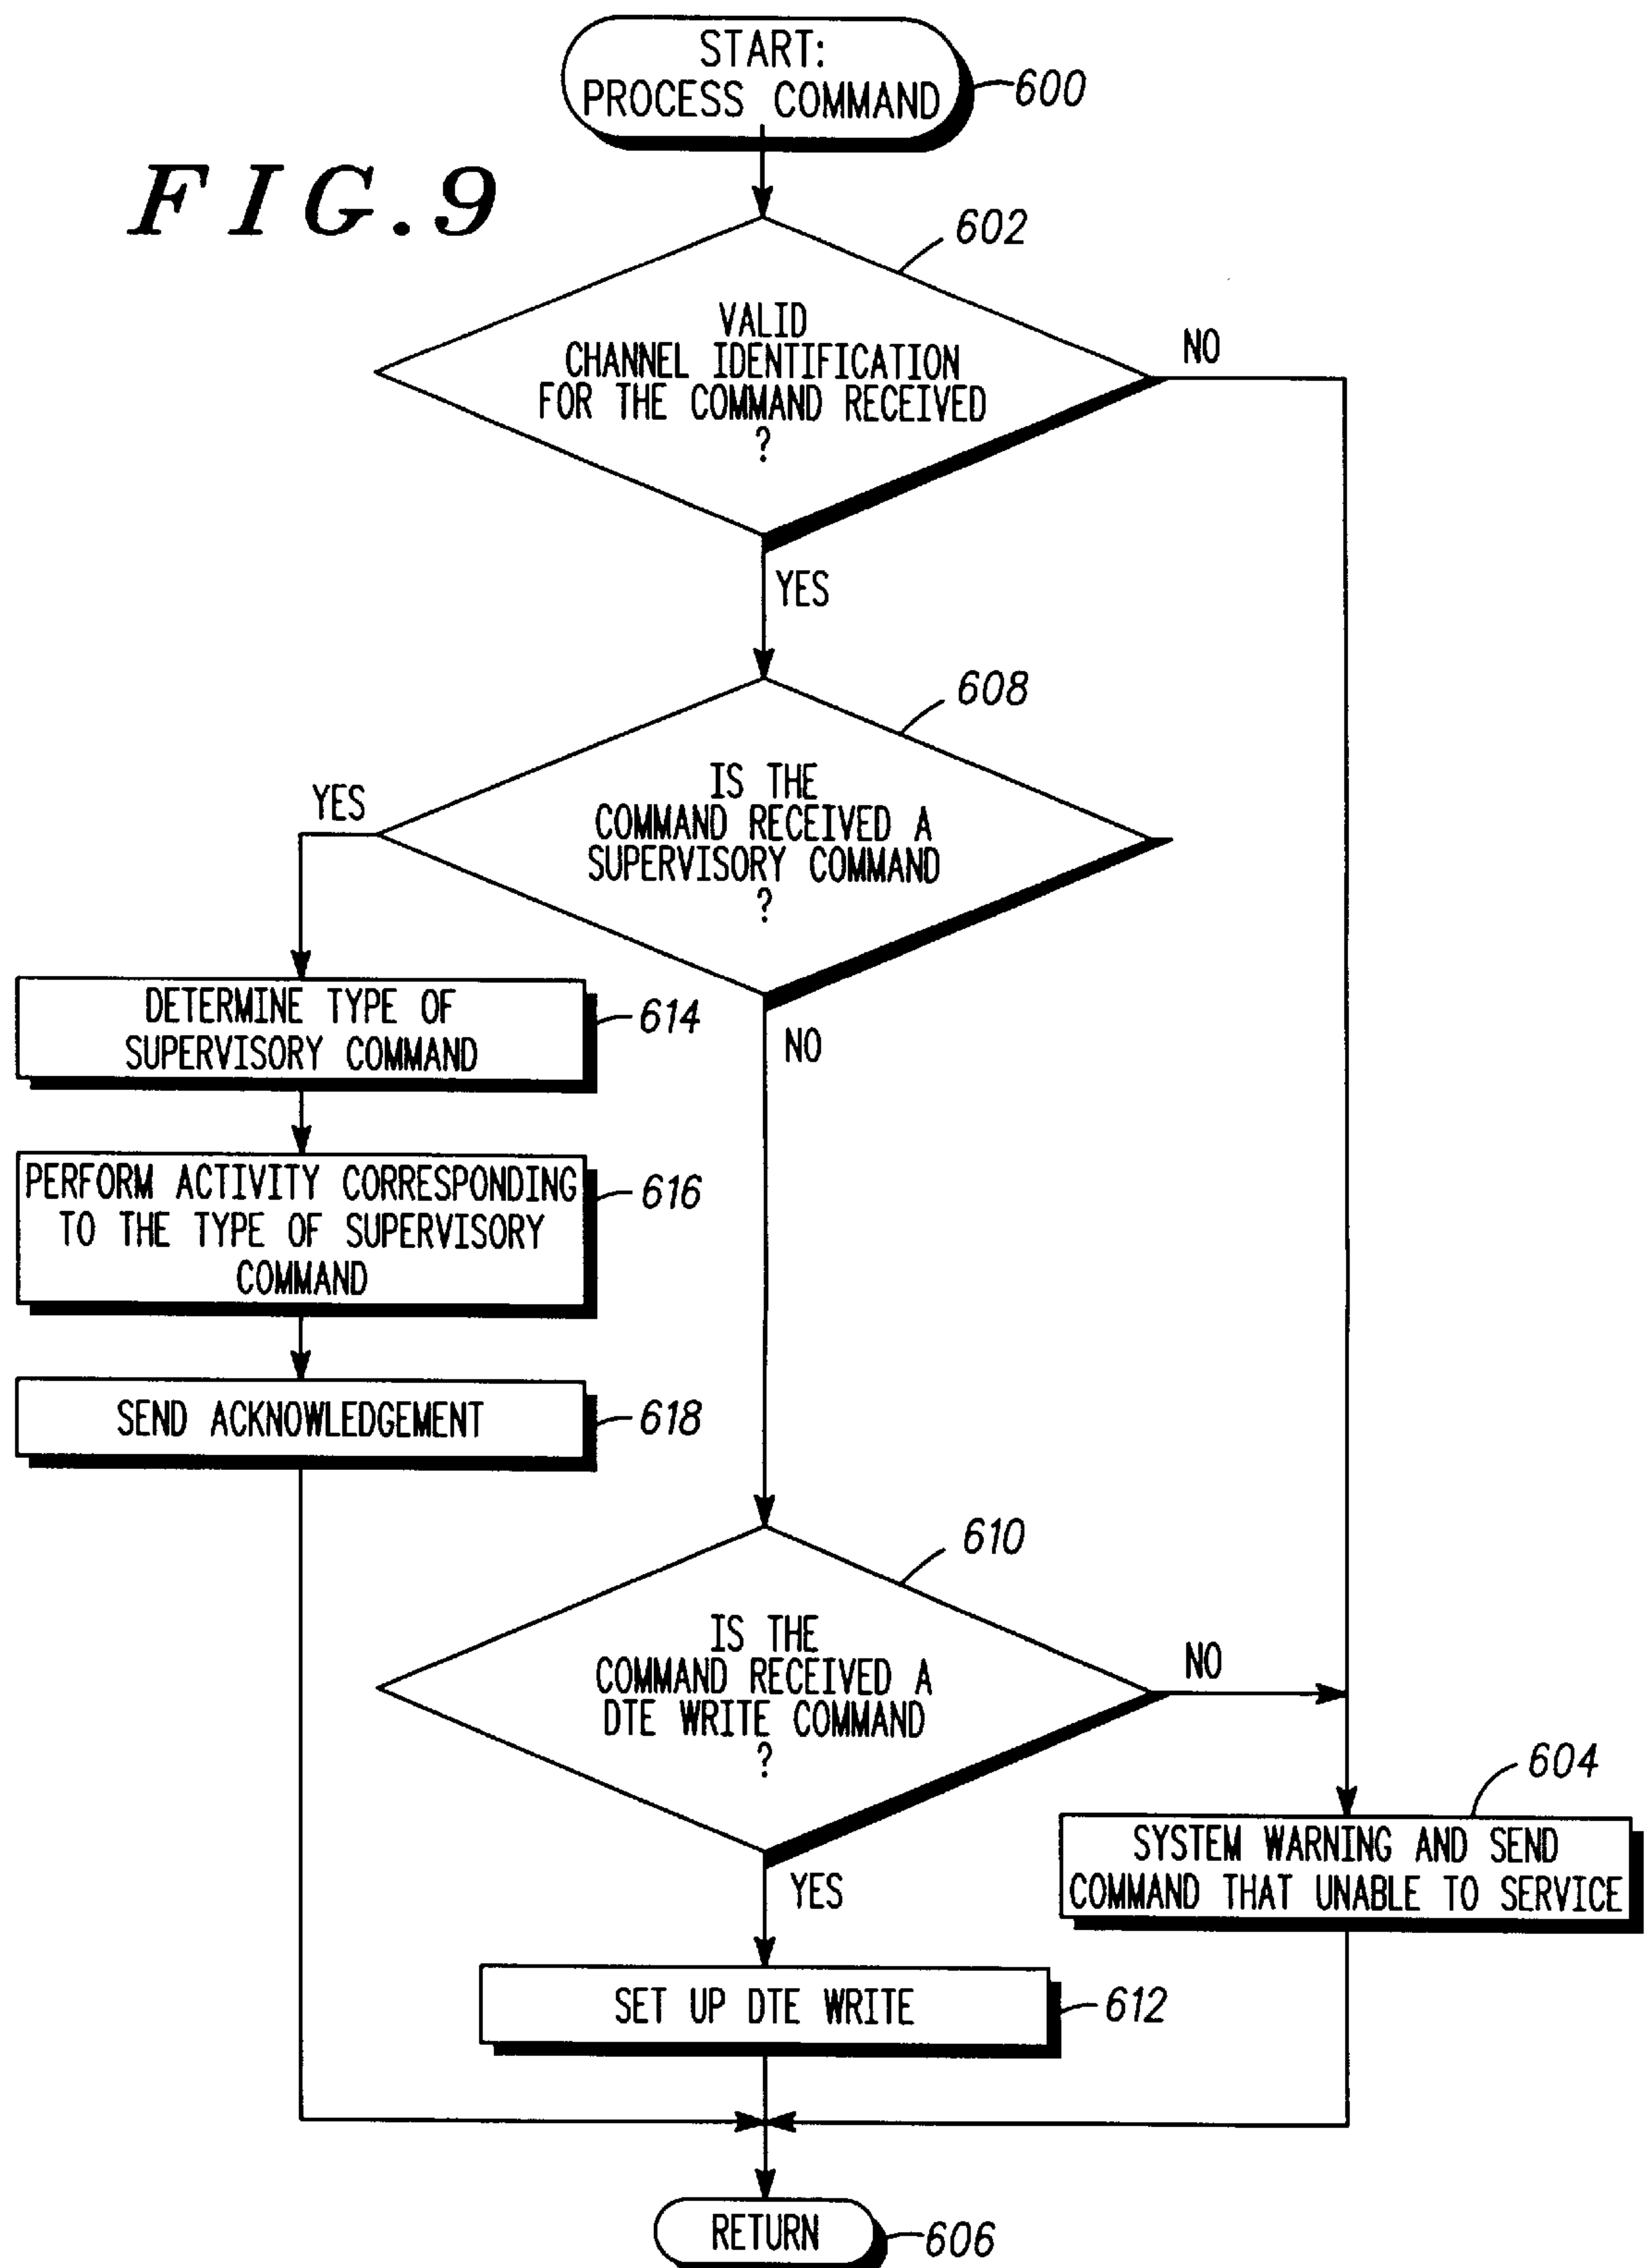 START:
PROCESS COMMAND
600
FIG.9
602
VALID
CHANNEL IDENTIFICATION
FOR THE COMMAND RECEIVED
?
NO
YES
608
IS THE
COMMAND RECEIVED A
SUPERVISORY COMMAND
?
YES
NO
DETERMINE TYPE OF
SUPERVISORY COMMAND
614
PERFORM ACTIVITY CORRESPONDING
TO THE TYPE OF SUPERVISORY
COMMAND
616
SEND ACKNOWLEDGEMENT
618
610
IS THE
COMMAND RECEIVED A
DTE WRITE COMMAND
?
NO
YES
604
SYSTEM WARNING AND SEND
COMMAND THAT UNABLE TO SERVICE
SET UP DTE WRITE
612
RETURN
606